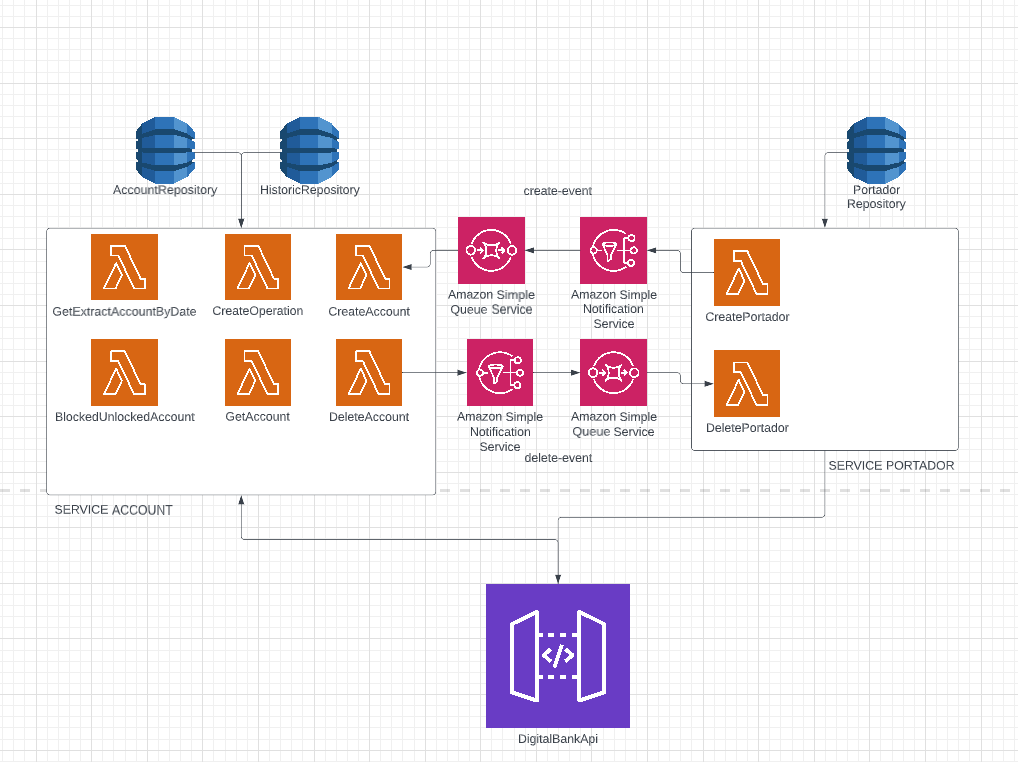 AccountRepository
HistoricRepository
Portador
Repository
create-event
GetExtractAccountByDate
CreateOperation
CreateAccount
Amazon Simple
Queue Service
Amazon Simple
Notification
Service
CreatePortador
BlockedUnlockedAccount
GetAccount
DeleteAccount
Amazon Simple
Notification
Service
Amazon Simple
Queue Service
DeletePortador
delete-event
SERVICE PORTADOR
SERVICE ACCOUNT
DigitalBankApi